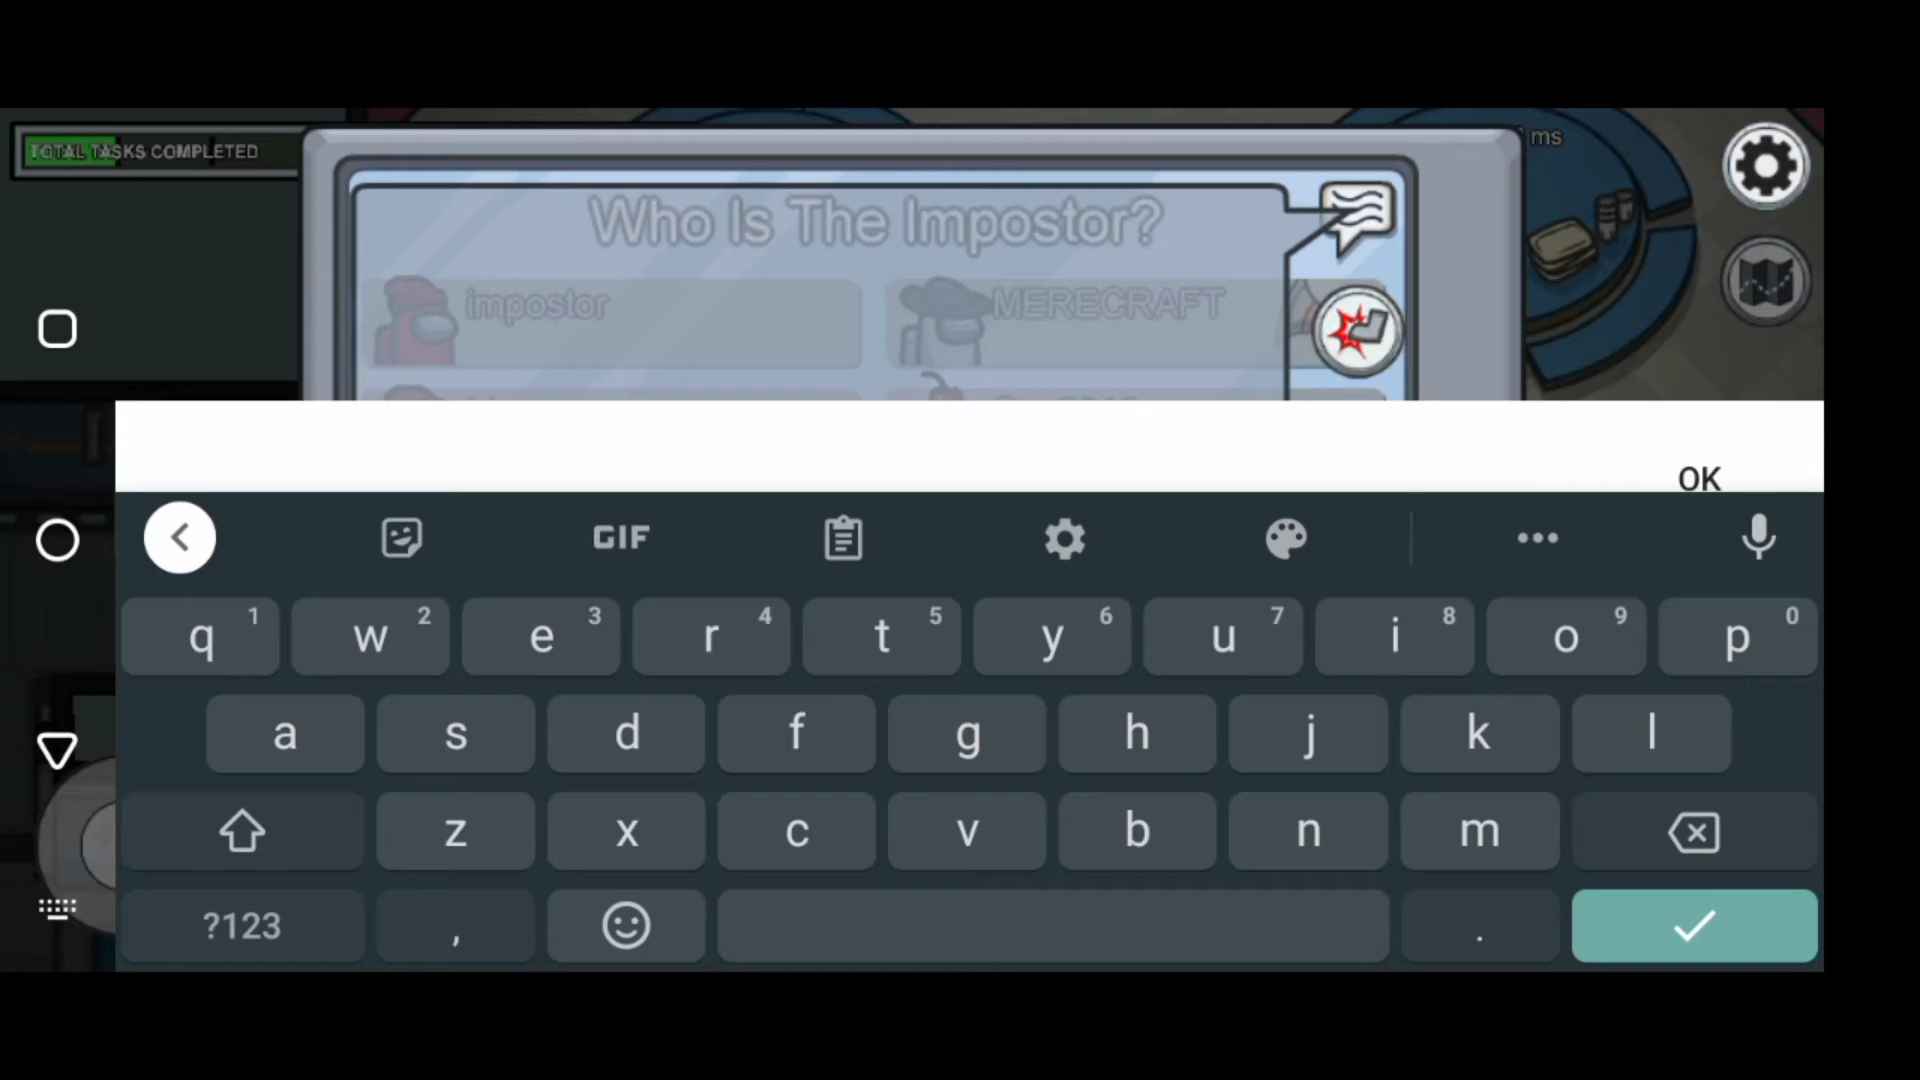 TOTAL TASKS COMPLETED
ms
Who Is The Impostor?
impostor
MERECRAFT
OK
GIF
q 1 w 2 e 3 r 4 t 5 y 6 u 7 i 8 o 9 p 0
a s d f g h j k l
z x c v b n m
?123 , .